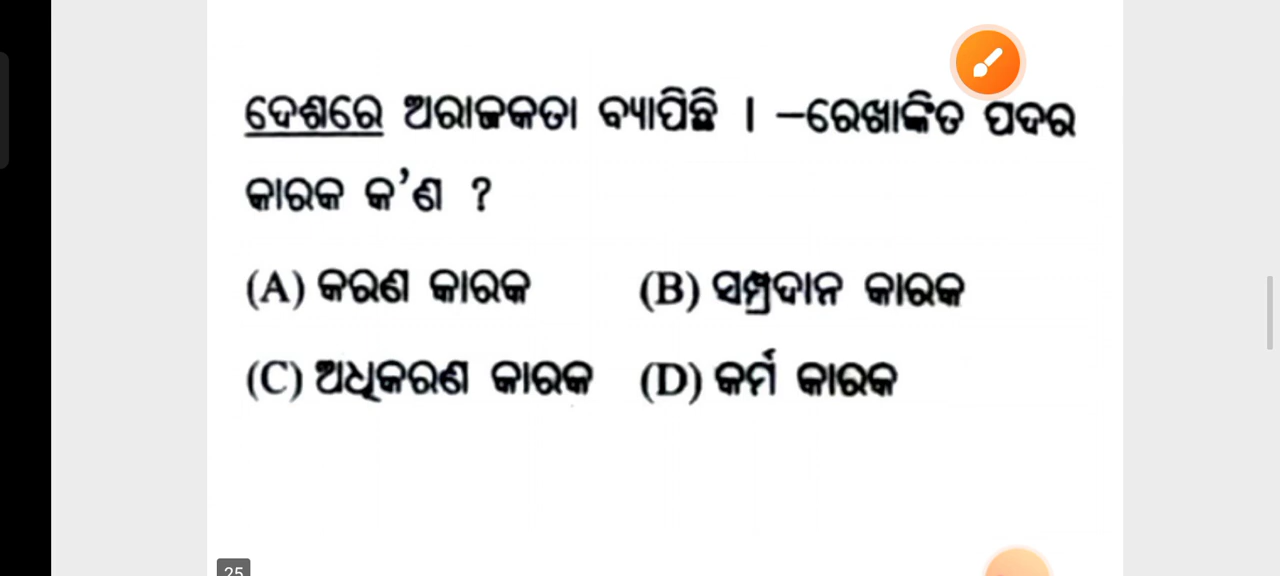 ଦେଶରେ ଅରାଜକତା ବ୍ୟାପିଛି । –ରେଖାଙ୍କିତ ପଦର
କାରକ କ'ଣ ?
(A) କରଣ କାରକ (B) ସମ୍ପ୍ରଦାନ କାରକ
(C) ଅଧିକରଣ କାରକ (D) କର୍ମ କାରକ
25